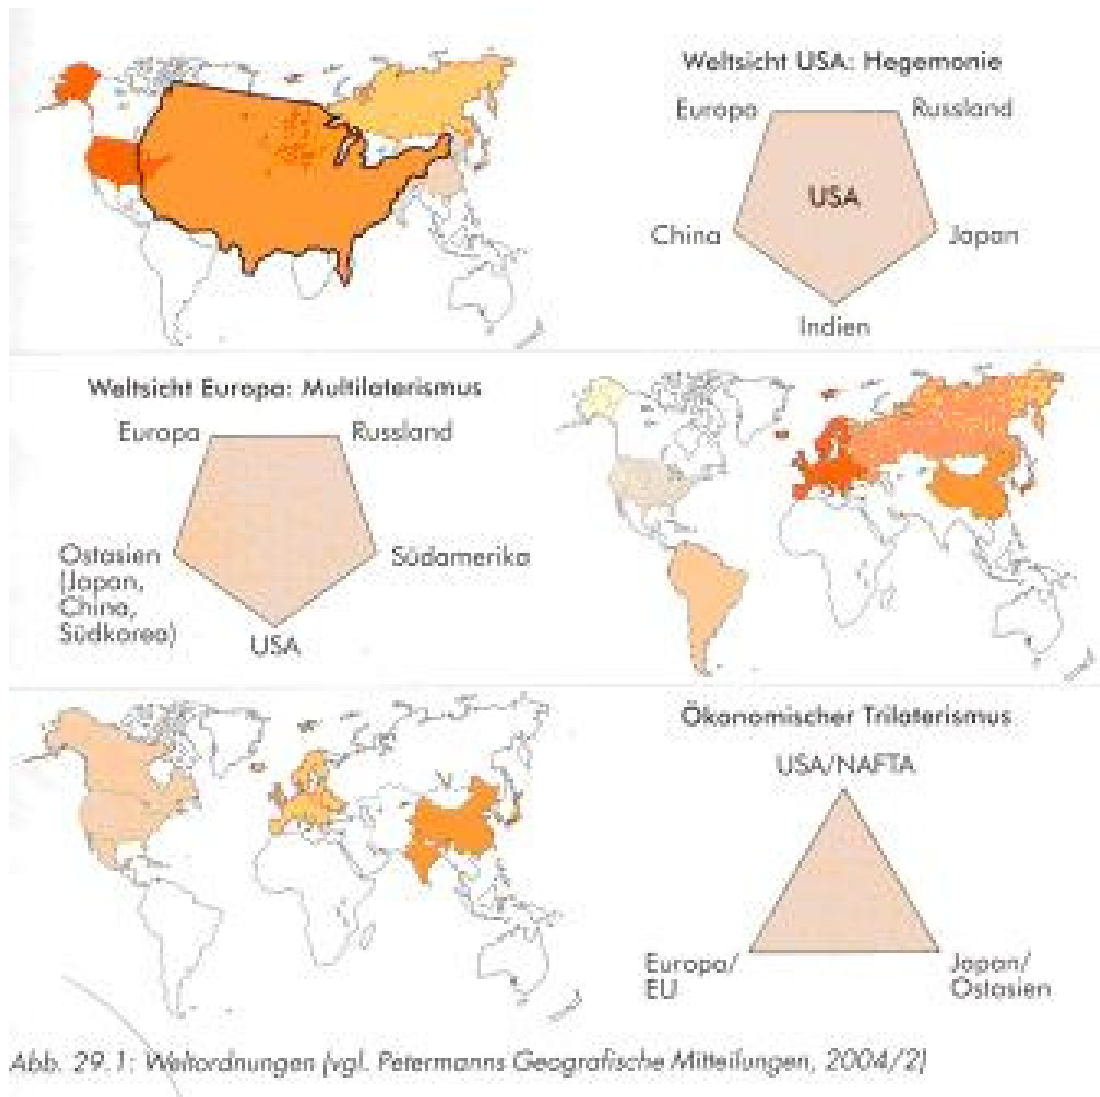 Weltsicht USA: Hegemonie
Europa
Russland
USA
China
Japan
Indien
Weltsicht Europa: Multilaterismus
Europa
Russland
Ostasien
(Japan,
China,
Südkorea)
Südamerika
USA
Ökonomischer Trilaterismus
USA/NAFTA
Europa/
EU
Japan/
Ostasien
Abb. 29.1: Weltordnungen (vgl. Petermanns Geografische Mitteilungen, 2004/2)